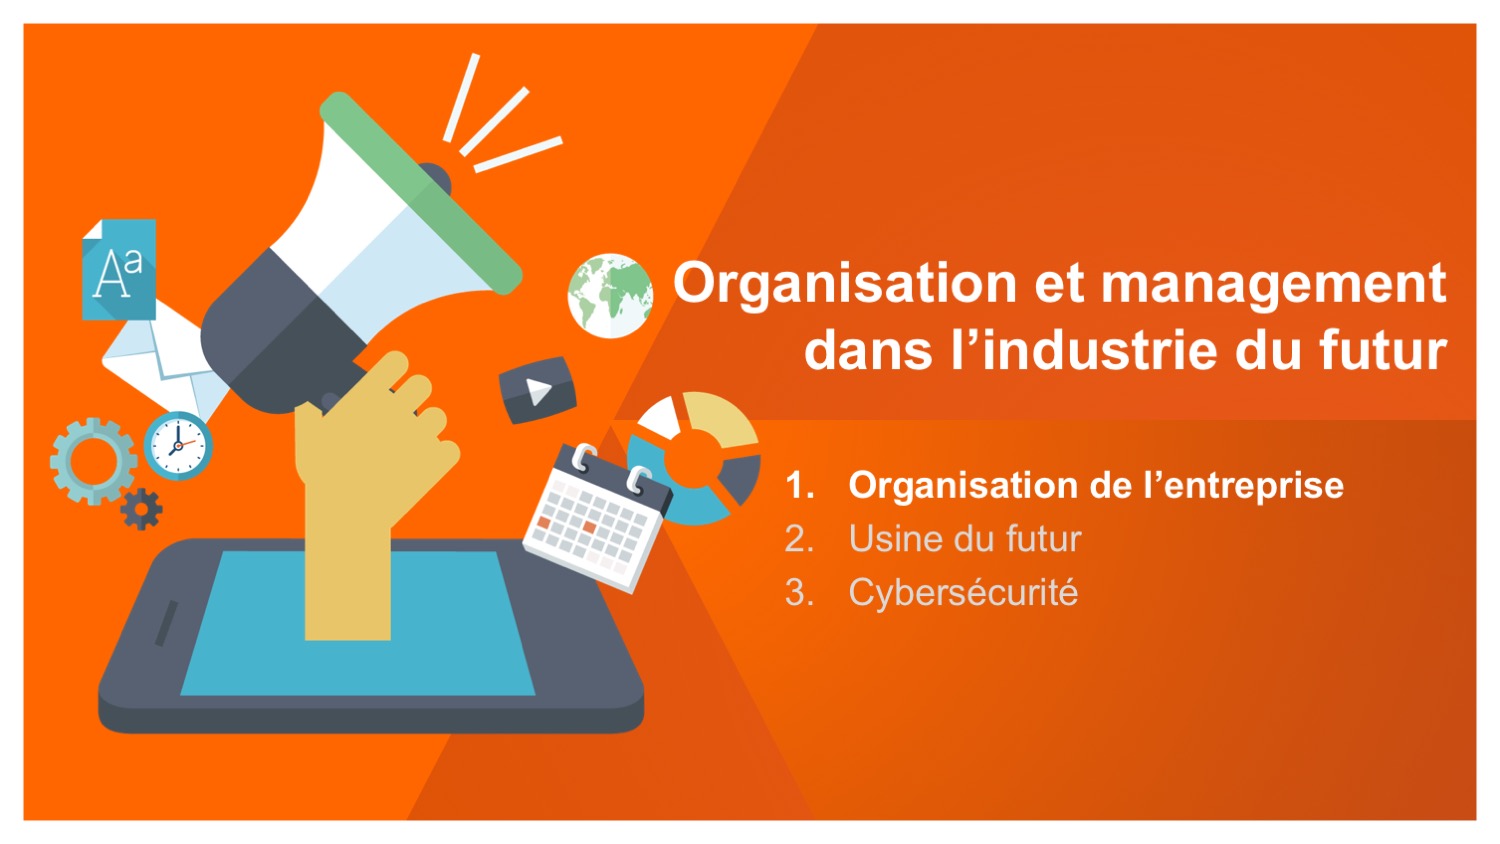 Aa
Organisation et management
dans l’industrie du futur
1. Organisation de l’entreprise
2. Usine du futur
3. Cybersécurité